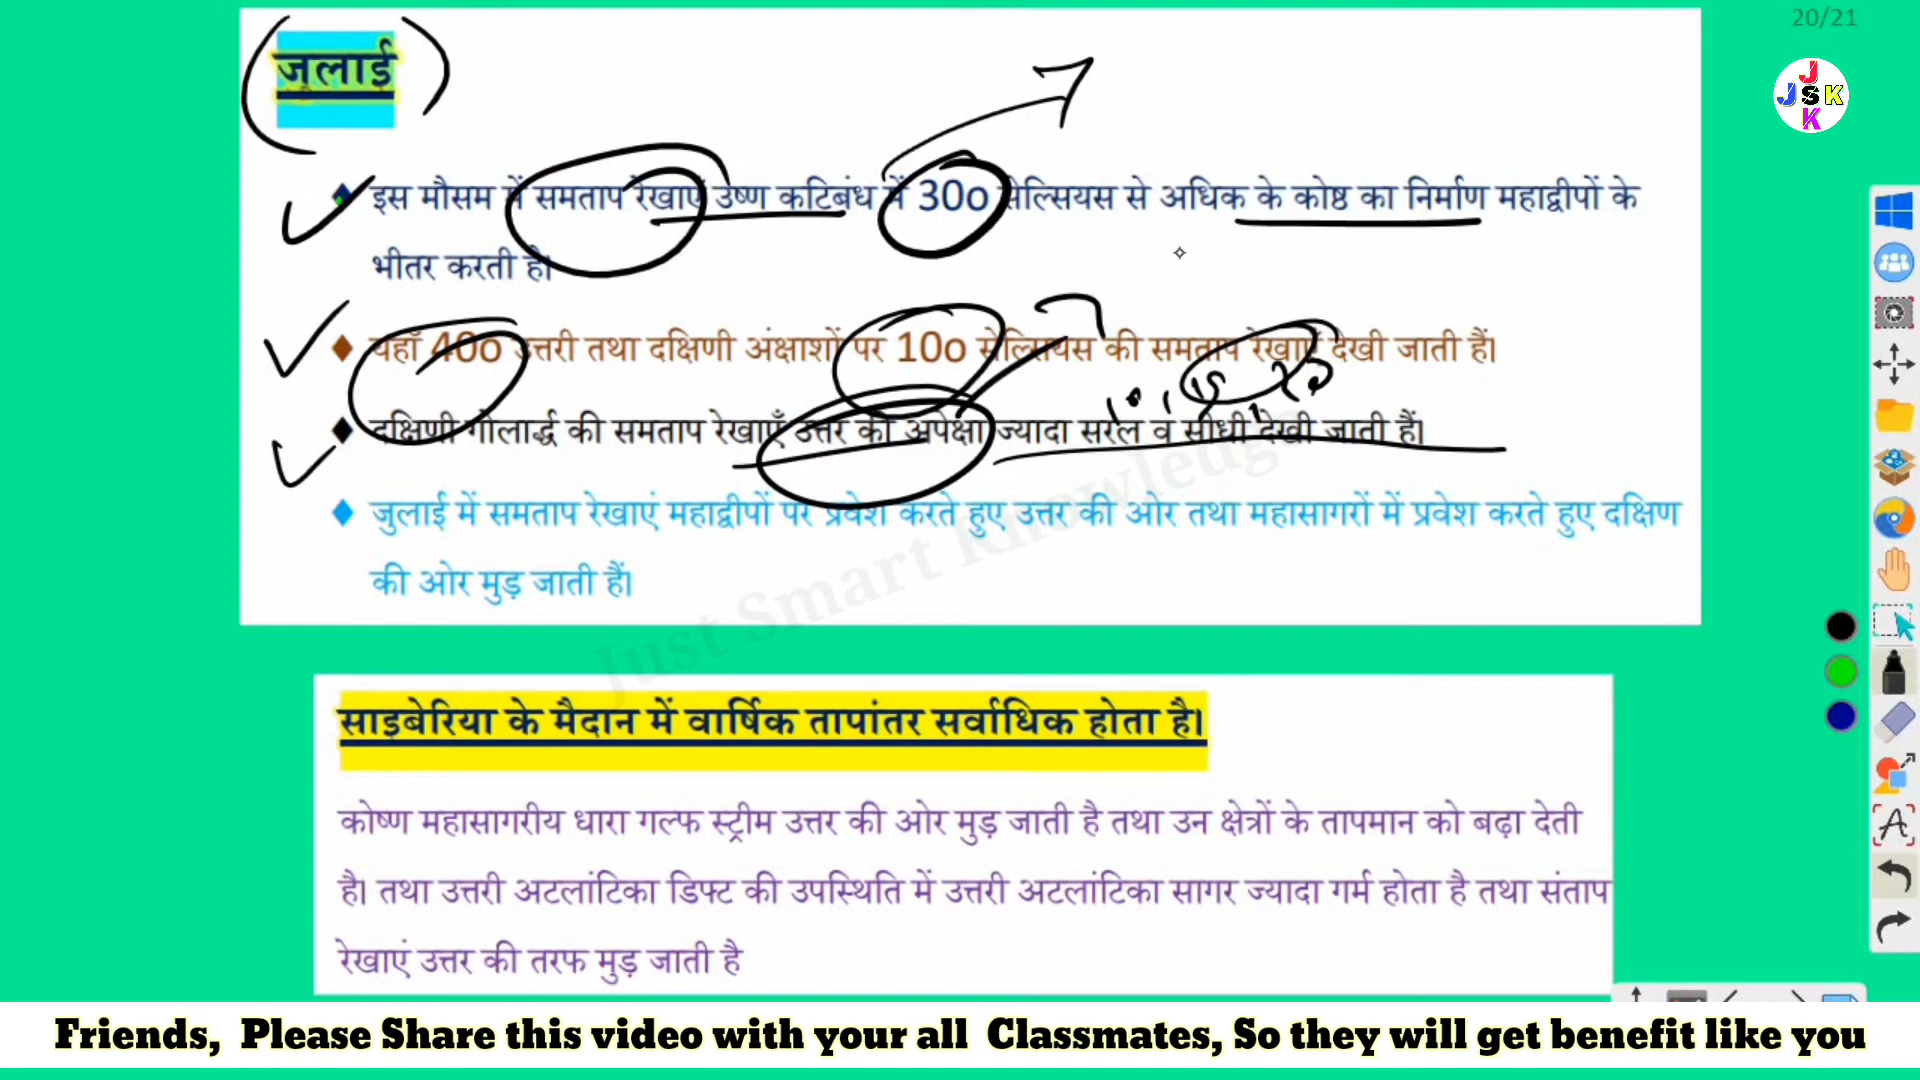 20/21
जुलाई
J
JSK
K
इस मौसम में समताप रेखाएं उष्ण कटिबंध में 30o सेल्सियस से अधिक के कोष्ठ का निर्माण महाद्वीपों के
भीतर करती है।
यहाँ 40o उत्तरी तथा दक्षिणी अंक्षाशों पर 10o सेल्सियस की समताप रेखाएँ देखी जाती हैं।
दक्षिणी गोलार्द्ध की समताप रेखाएँ उत्तर की अपेक्षा ज्यादा सरल व सीधी देखी जाती हैं।
जुलाई में समताप रेखाएं महाद्वीपों पर प्रवेश करते हुए उत्तर की ओर तथा महासागरों में प्रवेश करते हुए दक्षिण
की ओर मुड़ जाती हैं।
Just Smart Knowledge
साइबेरिया के मैदान में वार्षिक तापांतर सर्वाधिक होता है।
कोष्ण महासागरीय धारा गल्फ स्ट्रीम उत्तर की ओर मुड़ जाती है तथा उन क्षेत्रों के तापमान को बढ़ा देती
है। तथा उत्तरी अटलांटिका डिफ्ट की उपस्थिति में उत्तरी अटलांटिका सागर ज्यादा गर्म होता है तथा संताप
रेखाएं उत्तर की तरफ मुड़ जाती है
Friends, Please Share this video with your all Classmates, So they will get benefit like you